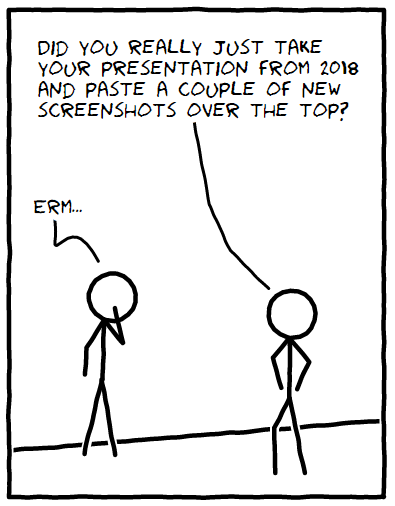 DID YOU REALLY JUST TAKE
YOUR PRESENTATION FROM 2018
AND PASTE A COUPLE OF NEW
SCREENSHOTS OVER THE TOP?
ERM...